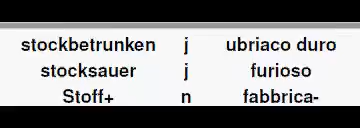 stockbetrunken j ubriaco duro
stocksauer j furioso
Stoff+ n fabbrica-